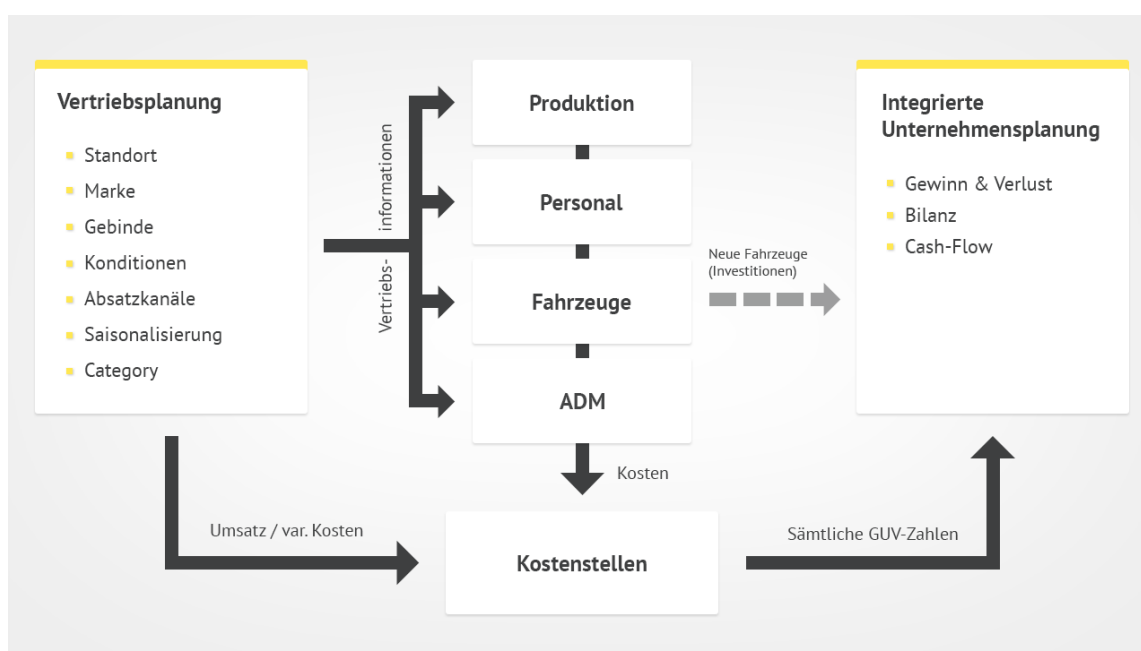 Vertriebsplanung
Standort
Marke
Gebinde
Konditionen
Absatzkanäle
Saisonalisierung
Category
Vertriebs-
informationen
Produktion
Personal
Fahrzeuge
ADM
Neue Fahrzeuge
(Investitionen)
Integrierte
Unternehmensplanung
Gewinn & Verlust
Bilanz
Cash-Flow
Umsatz / var. Kosten
Kosten
Kostenstellen
Sämtliche GUV-Zahlen